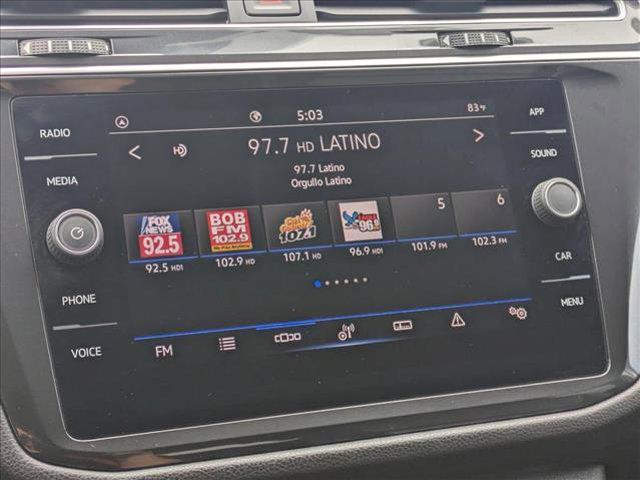 5:03
83°F
RADIO
MEDIA
PHONE
VOICE
APP
SOUND
CAR
MENU
97.7 HD LATINO
97.7 Latino
Orgullo Latino
FOX NEWS 92.5
BOB FM 102.9
107.1
96.9
5
6
92.5 HD1
102.9 HD
107.1 HD
96.9 HD1
101.9 FM
102.3 FM
FM